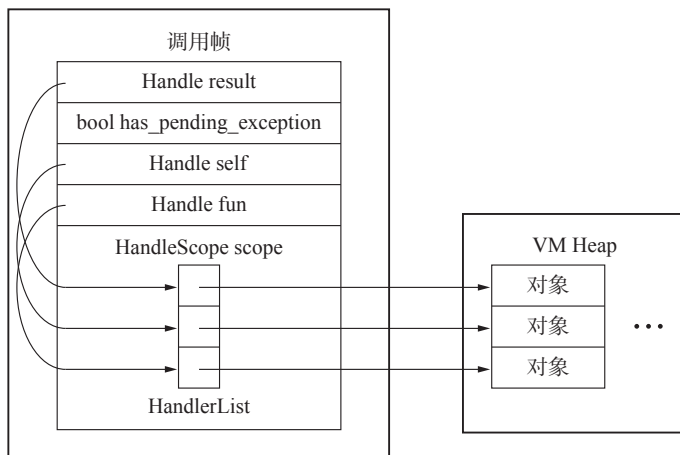 调用帧
Handle result
bool has_pending_exception
Handle self
Handle fun
HandleScope scope
HandlerList
VM Heap
对象
对象
对象
…